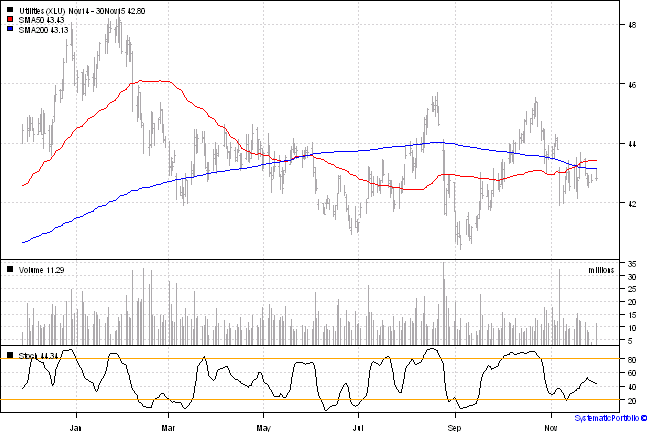 Utilities (XLU) Nov14 - 30Nov15 42.80
SMA50 43.43
SMA200 43.13
48
46
44
42
Volume 11.29
millions
35
30
25
20
15
10
5
Stoch 44.34
80
60
40
20
Jan Mar May Jul Sep Nov
SystematicPortfolio ©